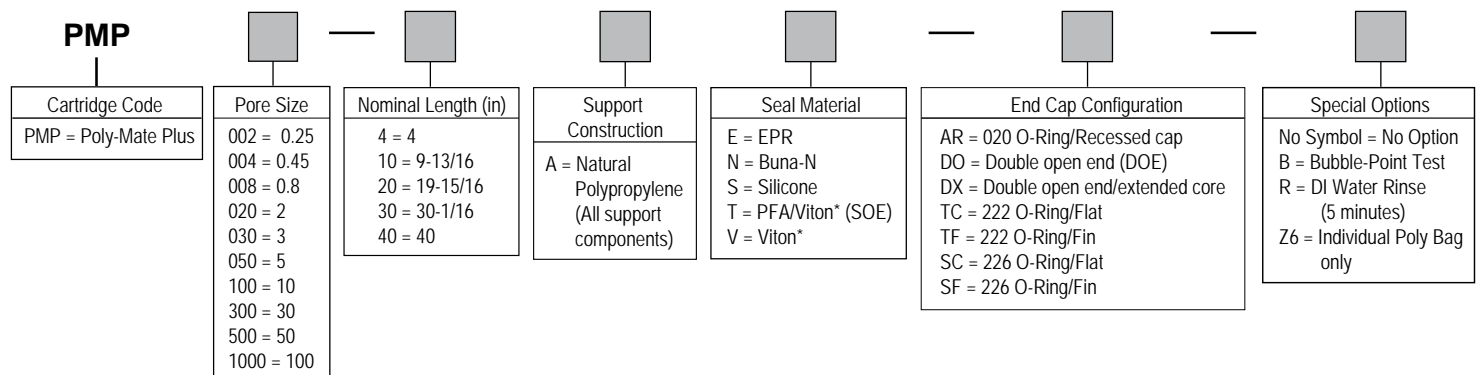 PMP — — —
Cartridge Code
PMP = Poly-Mate Plus
Pore Size
002 = 0.25
004 = 0.45
008 = 0.8
020 = 2
030 = 3
050 = 5
100 = 10
300 = 30
500 = 50
1000 = 100
Nominal Length (in)
4 = 4
10 = 9-13/16
20 = 19-15/16
30 = 30-1/16
40 = 40
Support
Construction
A = Natural
Polypropylene
(All support
components)
Seal Material
E = EPR
N = Buna-N
S = Silicone
T = PFA/Viton* (SOE)
V = Viton*
End Cap Configuration
AR = 020 O-Ring/Recessed cap
DO = Double open end (DOE)
DX = Double open end/extended core
TC = 222 O-Ring/Flat
TF = 222 O-Ring/Fin
SC = 226 O-Ring/Flat
SF = 226 O-Ring/Fin
Special Options
No Symbol = No Option
B = Bubble-Point Test
R = DI Water Rinse
(5 minutes)
Z6 = Individual Poly Bag
only